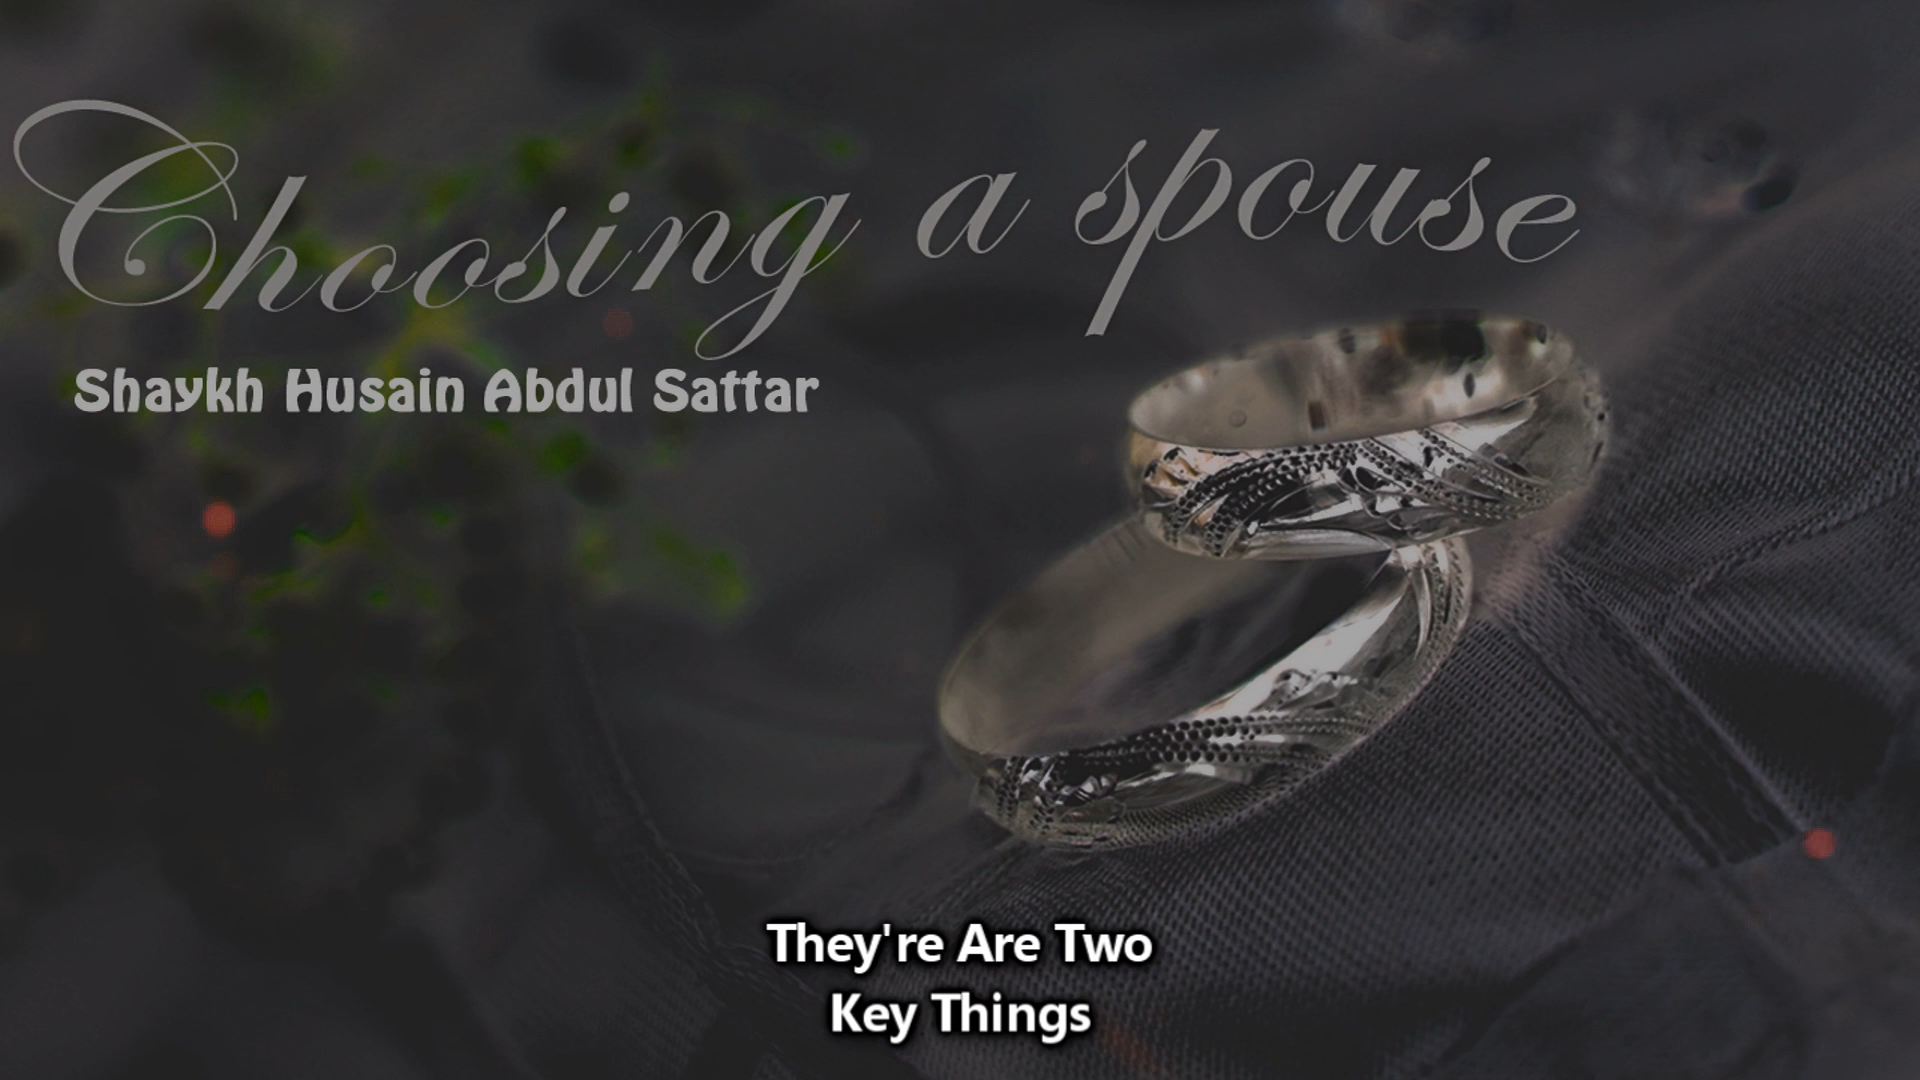 Choosing a spouse
Shaykh Husain Abdul Sattar
They're Are Two
Key Things